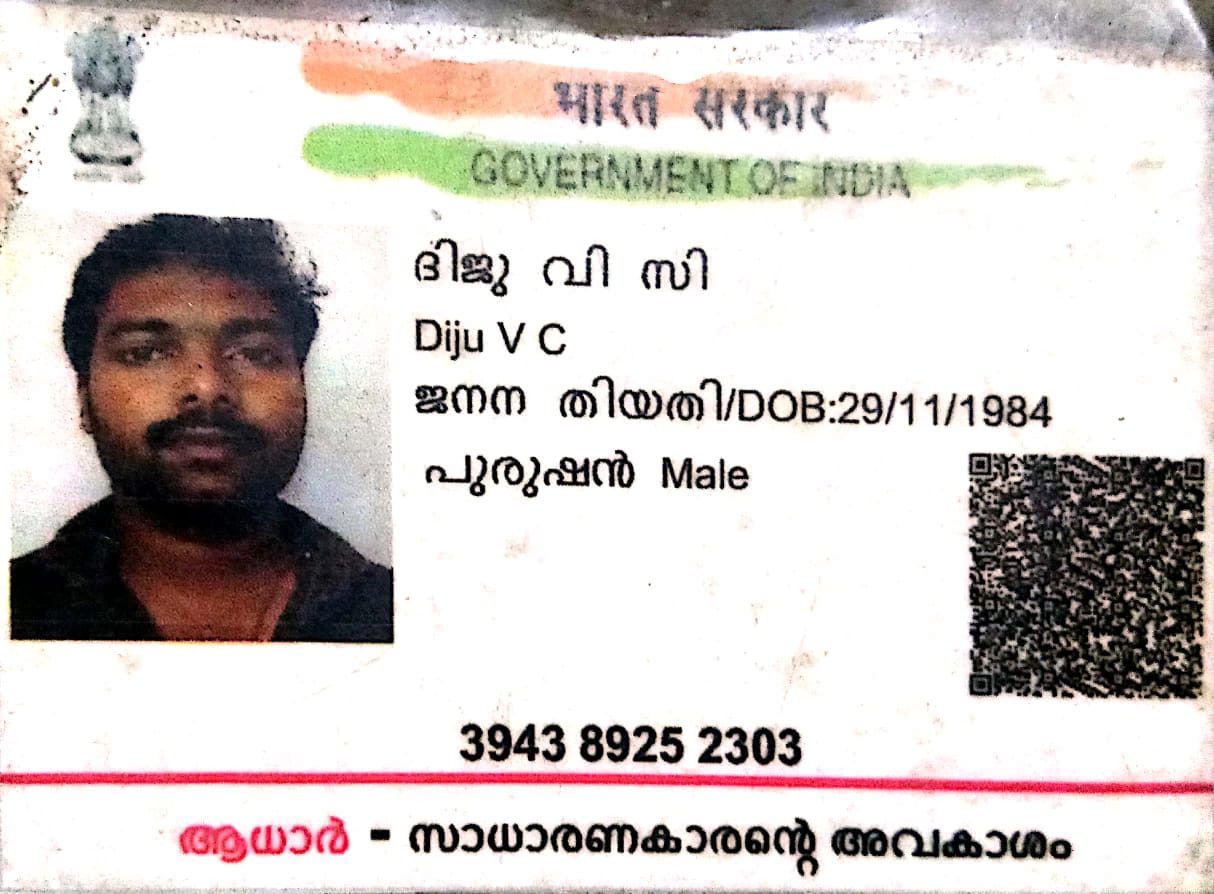 भारत सरकार
GOVERNMENT OF INDIA
ദിജു വി സി
Diju V C
ജനന തിയതി/DOB:29/11/1984
പുരുഷൻ Male
3943 8925 2303
ആധാർ - സാധാരണകാരന്റെ അവകാശം